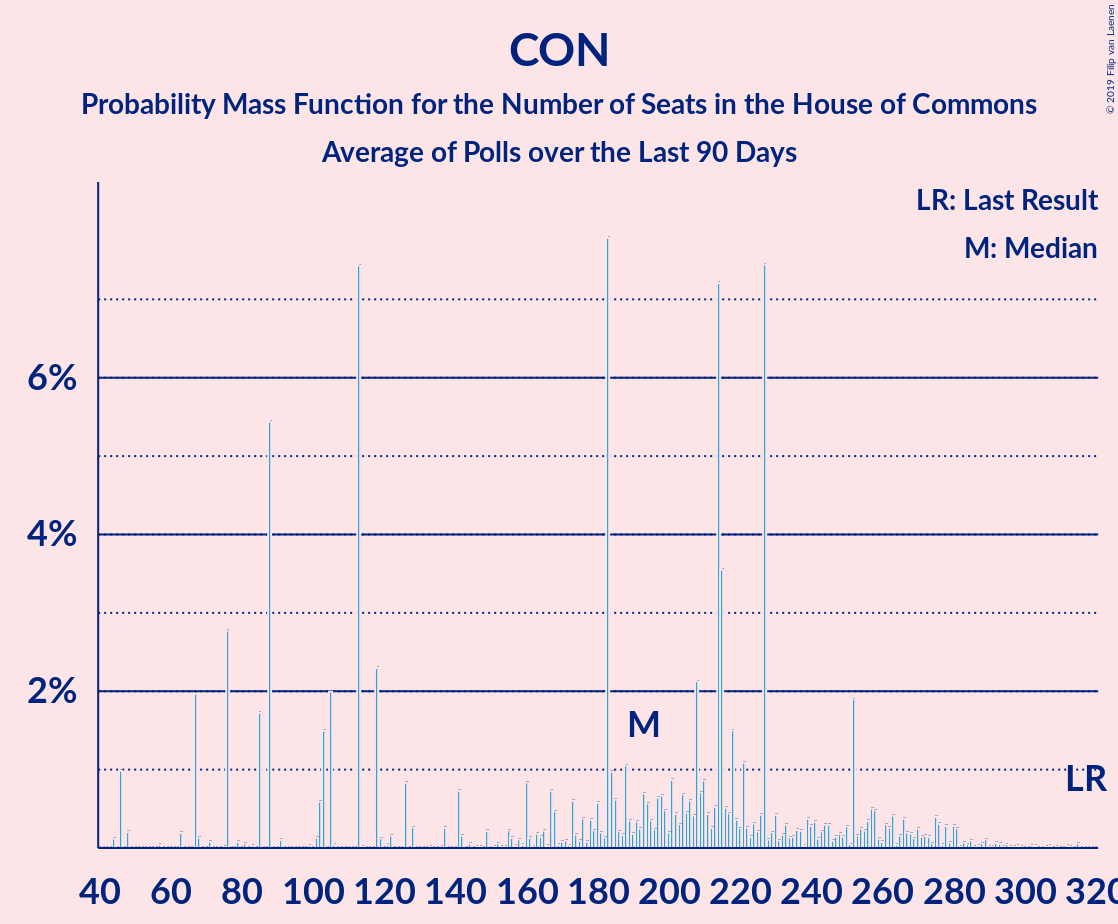 © 2019 Filip van Laenen
CON
Probability Mass Function for the Number of Seats in the House of Commons
Average of Polls over the Last 90 Days
LR: Last Result
M: Median
6%
4%
2%
M
LR
40 60 80 100 120 140 160 180 200 220 240 260 280 300 320